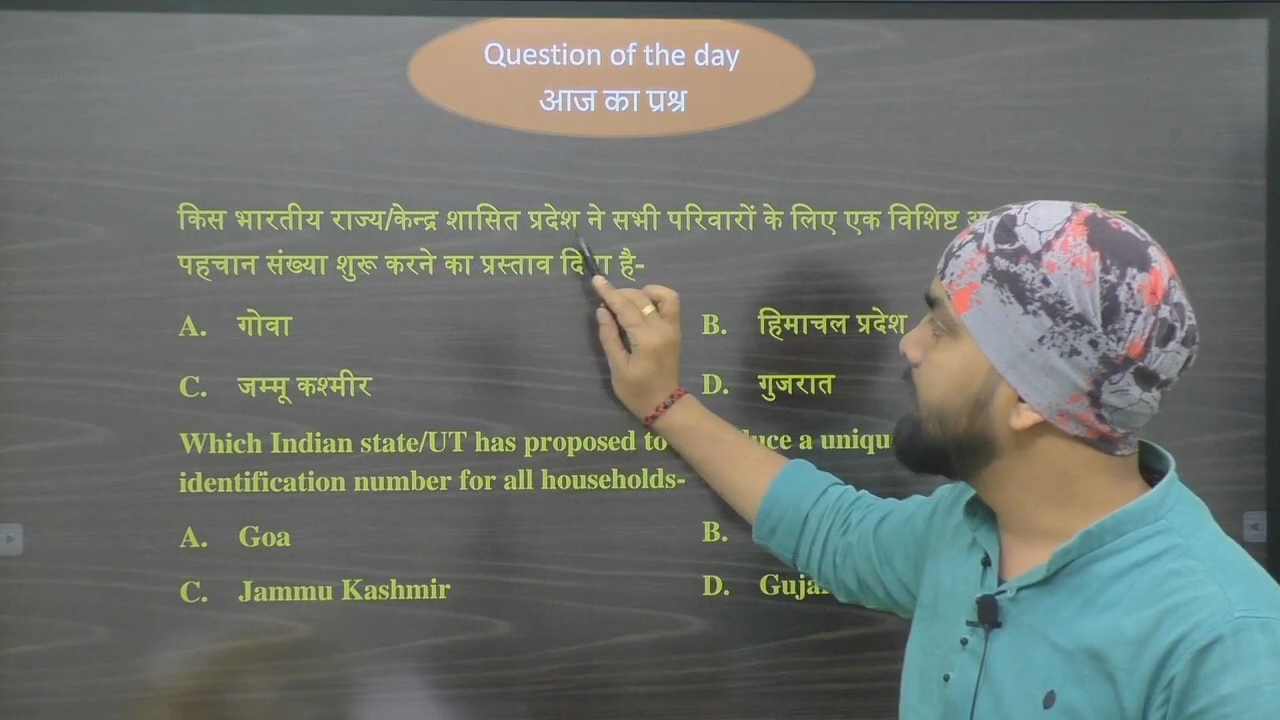 Question of the day
आज का प्रश्न
किस भारतीय राज्य/केन्द्र शासित प्रदेश ने सभी परिवारों के लिए एक विशिष्ट
पहचान संख्या शुरू करने का प्रस्ताव दिया है-
A. गोवा
B. हिमाचल प्रदेश
C. जम्मू कश्मीर
D. गुजरात
Which Indian state/UT has proposed to a
identification number for all households-
A. Goa
B.
C. Jammu Kashmir
D.